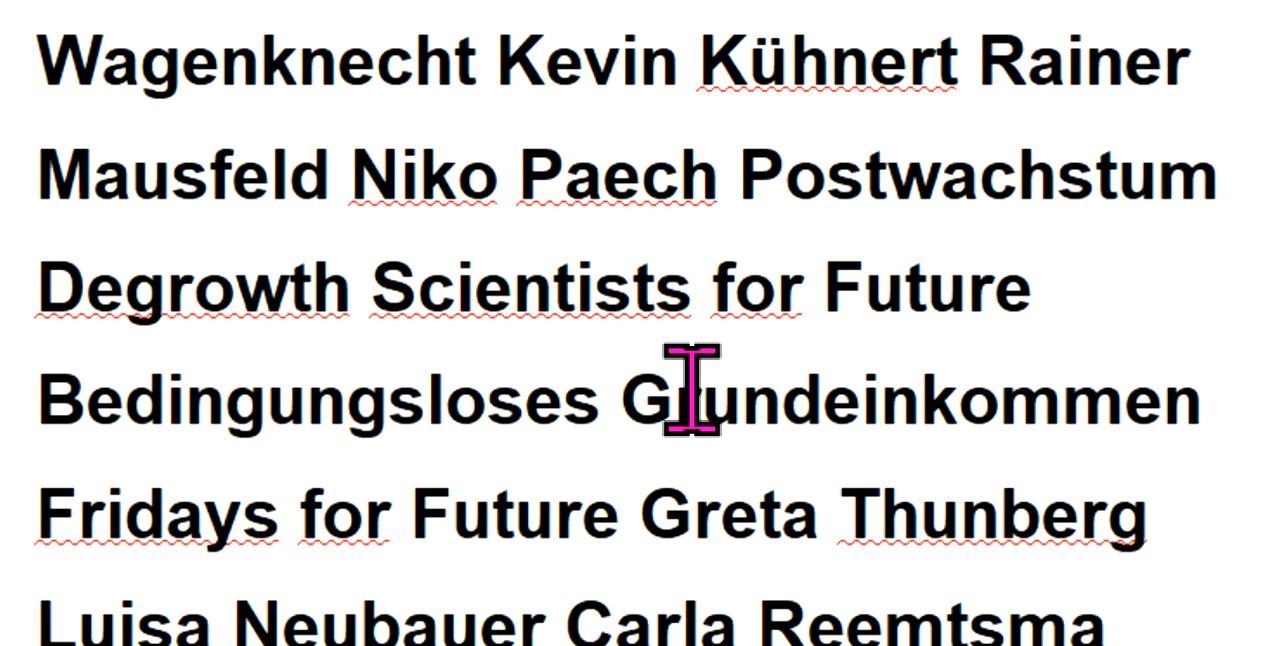 Wagenknecht Kevin Kühnert Rainer
Mausfeld Niko Paech Postwachstum
Degrowth Scientists for Future
Bedingungsloses Grundeinkommen
Fridays for Future Greta Thunberg
Luisa Neubauer Carla Reemtsma